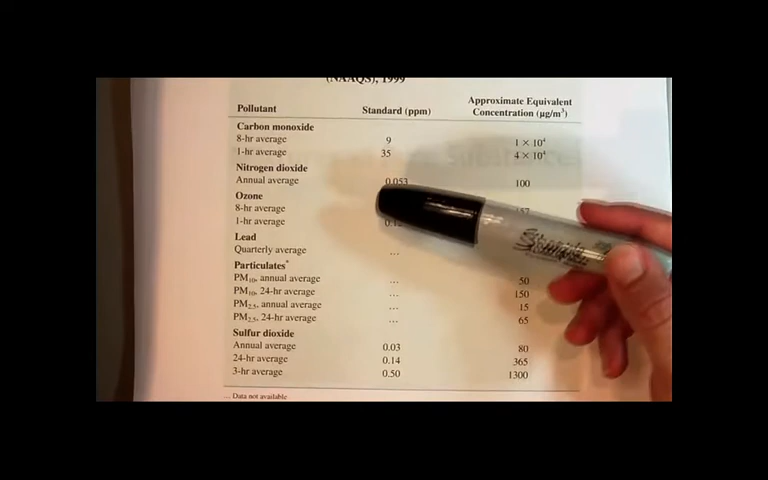 (NAAQS), 1999
Pollutant Standard (ppm) Approximate Equivalent Concentration (μg/m³)
Carbon monoxide
8-hr average 9 1 × 10⁴
1-hr average 35 4 × 10⁴
Nitrogen dioxide
Annual average 0.053 100
Ozone
8-hr average
1-hr average
Lead
Quarterly average ...
Particulates*
PM₁₀, annual average ... 50
PM₁₀, 24-hr average ... 150
PM₂.₅, annual average ... 15
PM₂.₅, 24-hr average ... 65
Sulfur dioxide
Annual average 0.03 80
24-hr average 0.14 365
3-hr average 0.50 1300
... Data not available
Sharpie